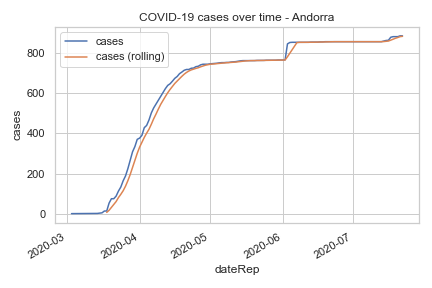 COVID-19 cases over time - Andorra
cases
cases (rolling)
800
600
400
200
0
cases
2020-03
2020-04
2020-05
2020-06
2020-07
dateRep